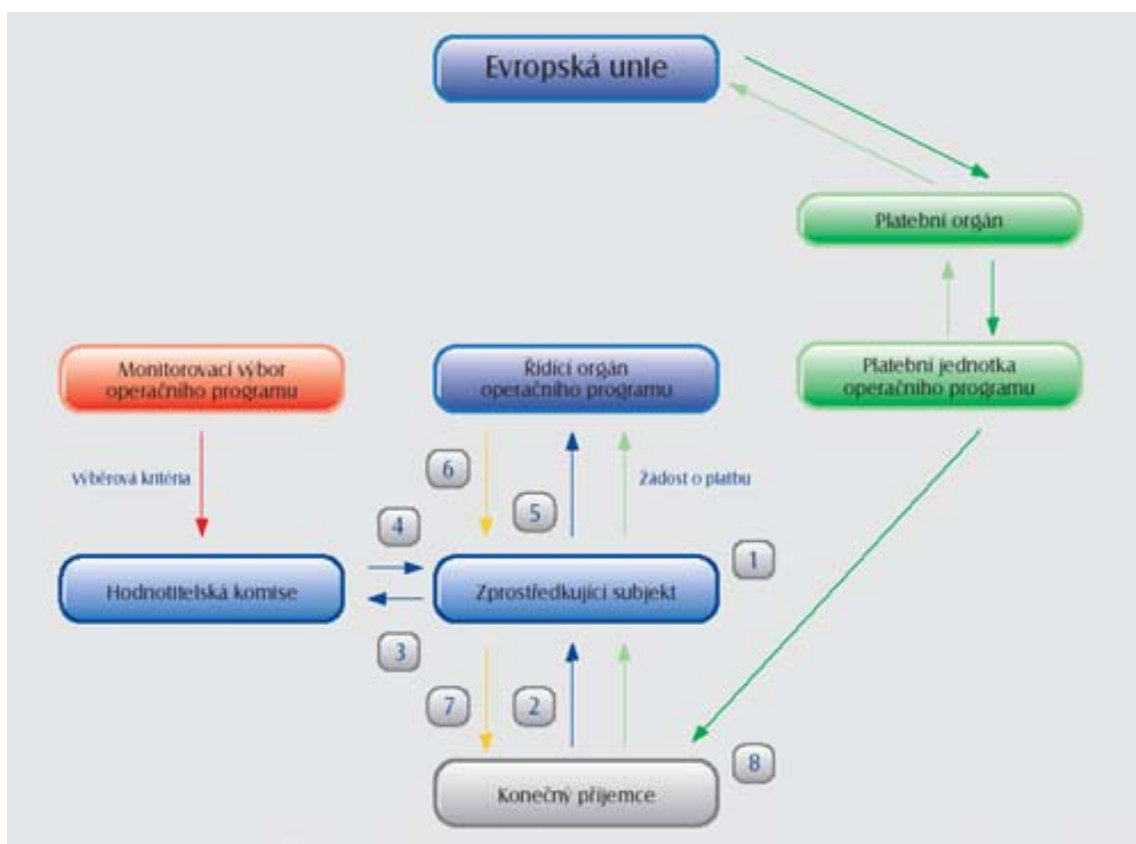 Evropská unie
Platební orgán
Monitorovací výbor
operačního programu
Řídící orgán
operačního programu
Platební jednotka
operačního programu
6
Výběrová kritéria
Žádost o platbu
5
4
1
Hodnotitelská komise
Zprostředkující subjekt
3
7
2
8
Konečný příjemce